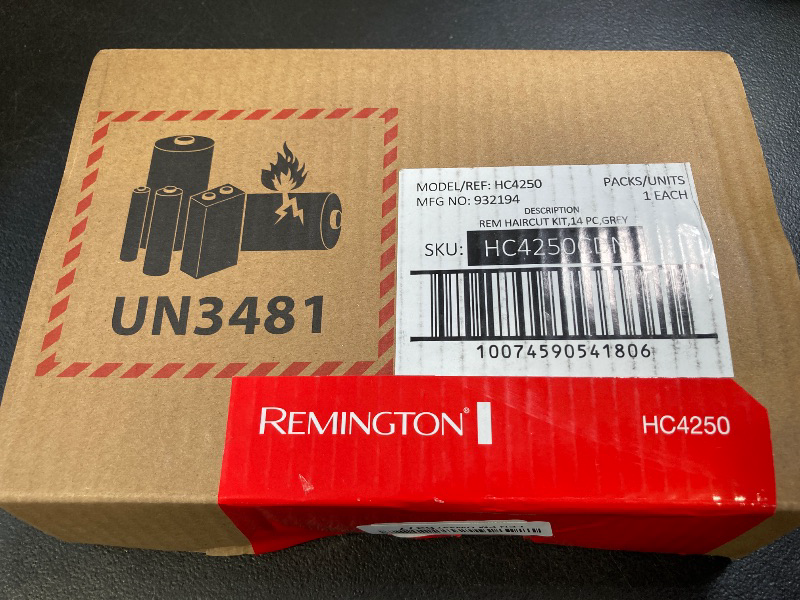 UN3481
MODEL/REF: HC4250
PACKS/UNITS
MFG NO: 932194
1 EACH
DESCRIPTION
REM HAIRCUT KIT,14 PC,GREY
SKU: HC4250CDN
10074590541806
REMINGTON®
HC4250